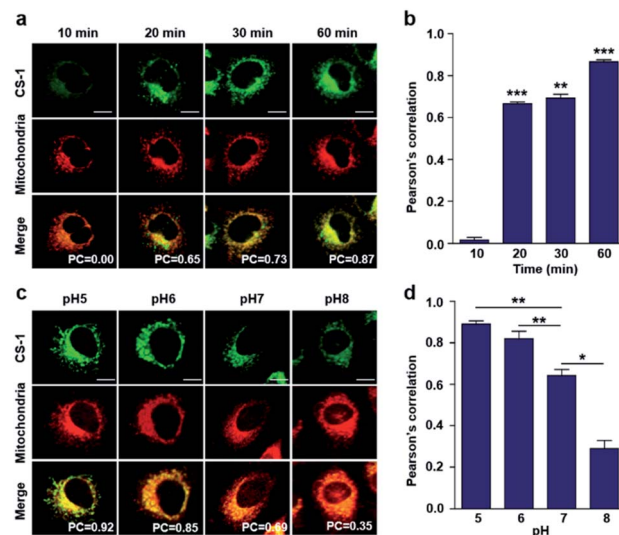 a
10 min 20 min 30 min 60 min
CS-1
Mitochondria
Merge
PC=0.00 PC=0.65 PC=0.73 PC=0.87
b
Pearson's correlation
1.0
0.8
0.6
0.4
0.2
0.0
*** ** ***
10 20 30 60
Time (min)
c
pH5 pH6 pH7 pH8
CS-1
Mitochondria
Merge
PC=0.92 PC=0.85 PC=0.69 PC=0.35
d
Pearson's correlation
1.0
0.8
0.6
0.4
0.2
0.0
**
**
*
5 6 7 8
pH